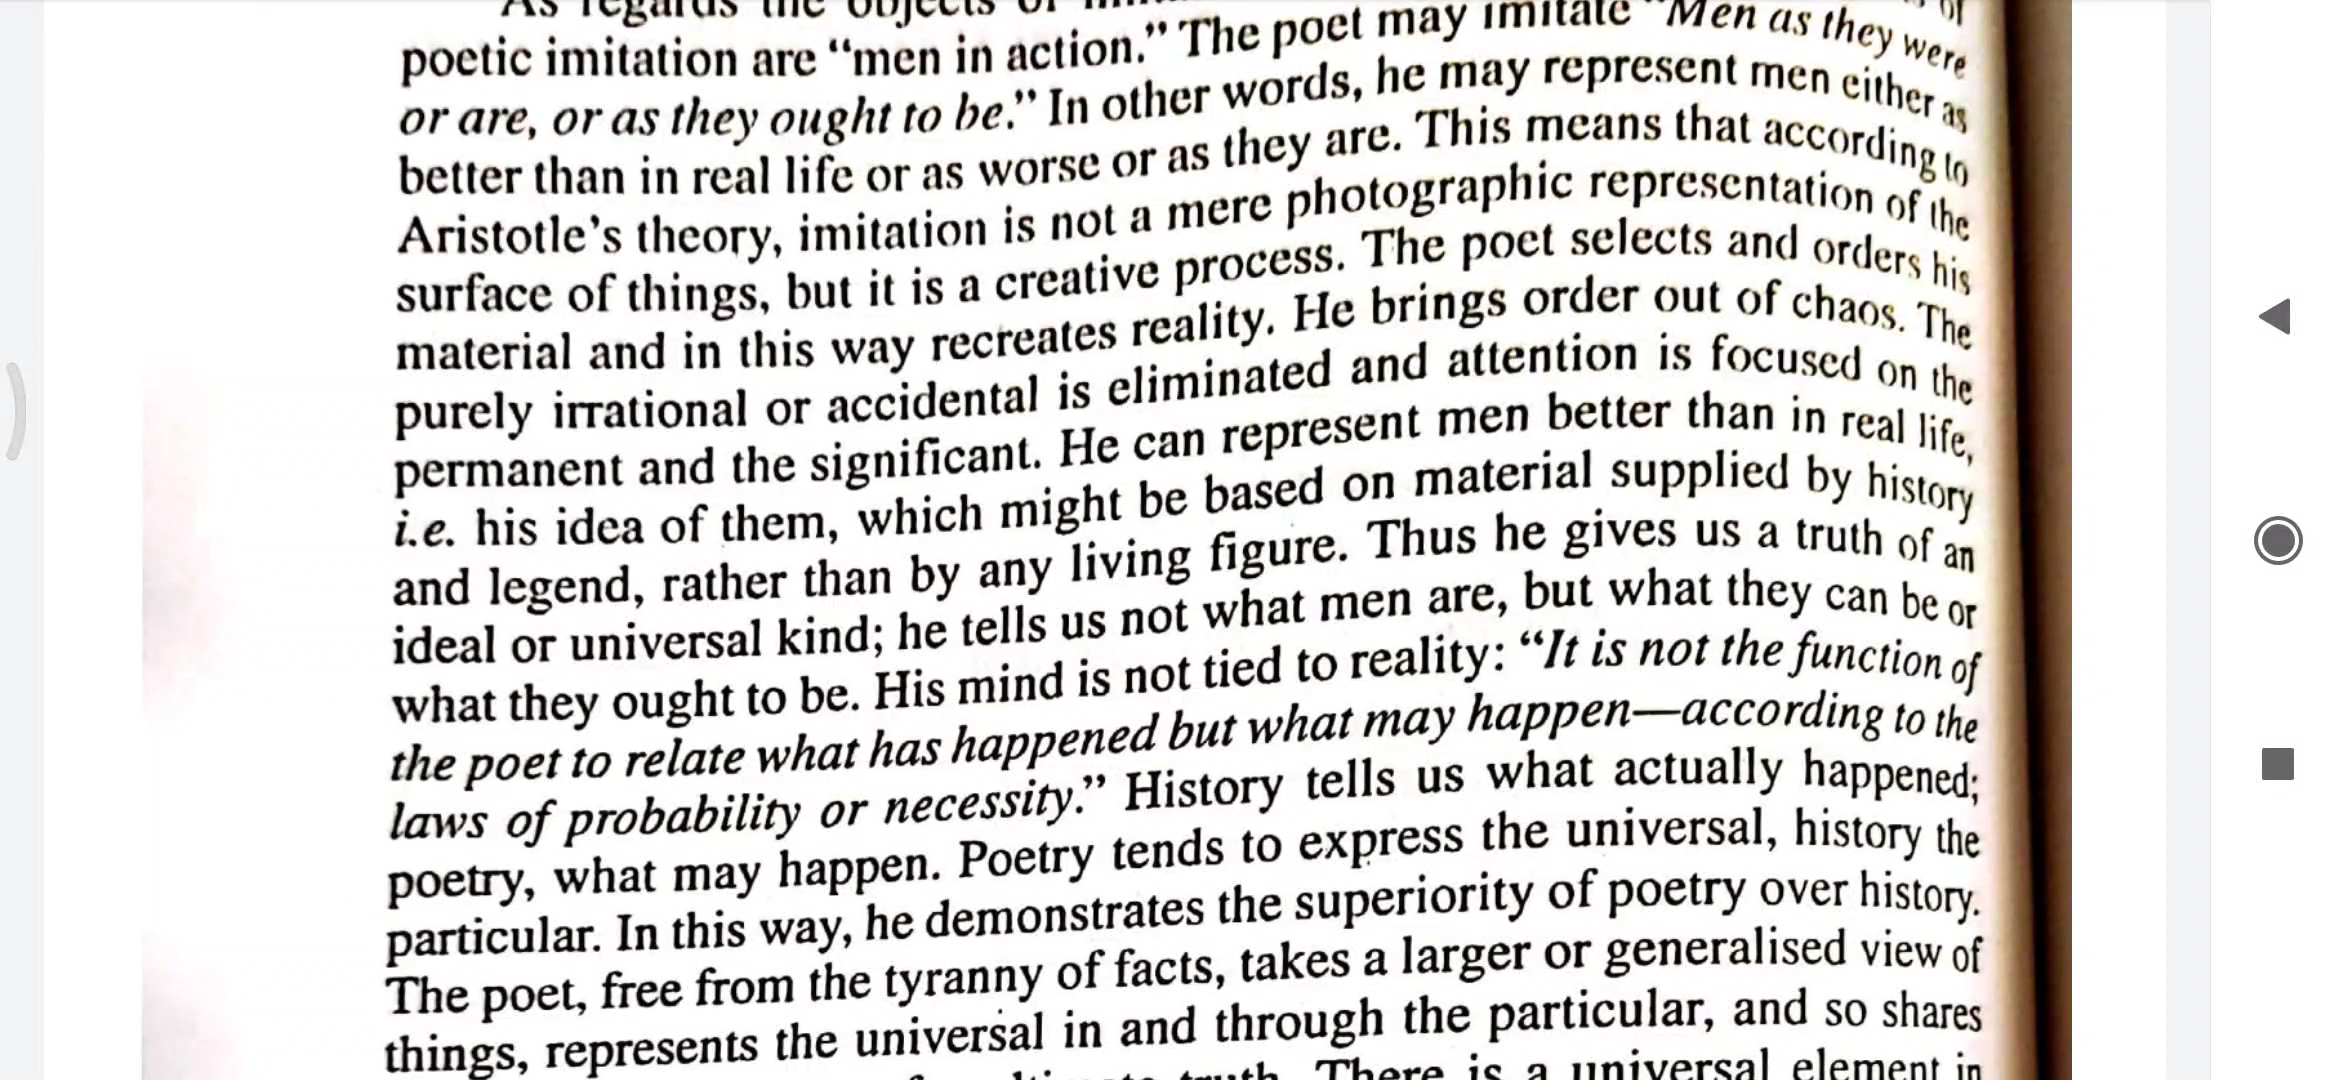 As regards the objects of
poetic imitation are “men in action.” The poet may imitate “Men as they were
or are, or as they ought to be.” In other words, he may represent men either as
better than in real life or as worse or as they are. This means that according to
Aristotle’s theory, imitation is not a mere photographic representation of the
surface of things, but it is a creative process. The poet selects and orders his
material and in this way recreates reality. He brings order out of chaos. The
purely irrational or accidental is eliminated and attention is focused on the
permanent and the significant. He can represent men better than in real life,
i.e. his idea of them, which might be based on material supplied by history
and legend, rather than by any living figure. Thus he gives us a truth of an
ideal or universal kind; he tells us not what men are, but what they can be or
what they ought to be. His mind is not tied to reality: “It is not the function of
the poet to relate what has happened but what may happen—according to the
laws of probability or necessity.” History tells us what actually happened;
poetry, what may happen. Poetry tends to express the universal, history the
particular. In this way, he demonstrates the superiority of poetry over history.
The poet, free from the tyranny of facts, takes a larger or generalised view of
things, represents the universal in and through the particular, and so shares
truth. There is a universal element in